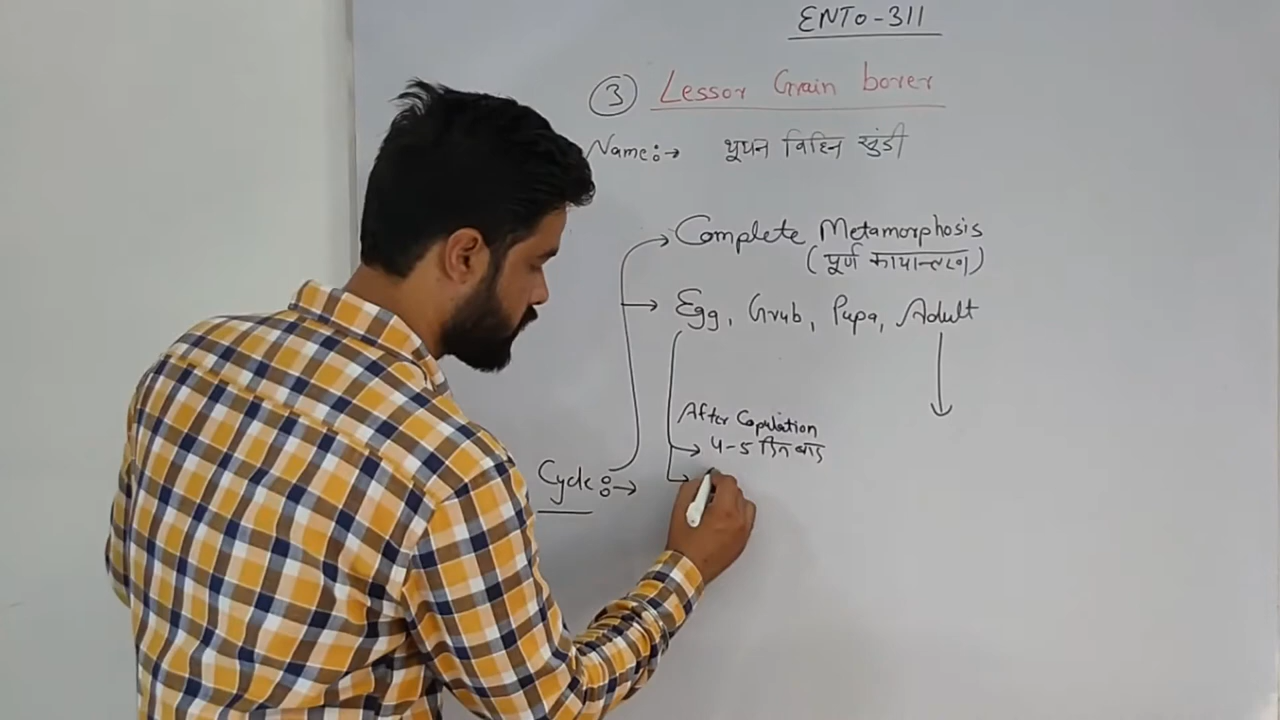 ENTO-311
③ Lessor Grain borer
Name:→ थूथन विहिन सुंडी
Complete Metamorphosis
(पूर्ण कायान्तरण)
Egg, Grub, Pupa, Adult
After Copulation
→ 4-5 दिन बाद
Cycle:→